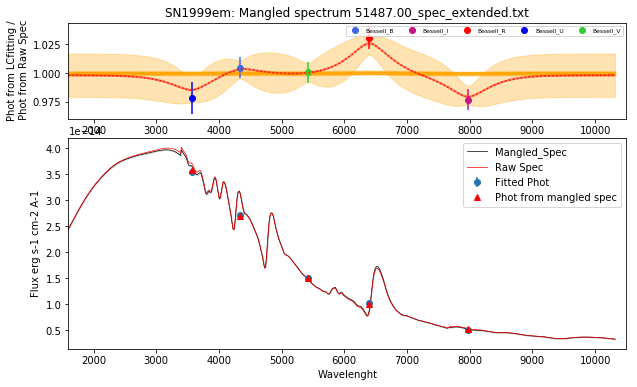 SN1999em: Mangled spectrum 51487.00_spec_extended.txt
Phot from LCfitting /
Phot from Raw Spec
1.025
1.000
0.975
Bessell_B
Bessell_I
Bessell_R
Bessell_U
Bessell_V
2000 3000 4000 5000 6000 7000 8000 9000 10000
1e−14
Flux erg s-1 cm-2 A-1
4.0
3.5
3.0
2.5
2.0
1.5
1.0
0.5
Mangled_Spec
Raw Spec
Fitted Phot
Phot from mangled spec
2000 3000 4000 5000 6000 7000 8000 9000 10000
Wavelenght